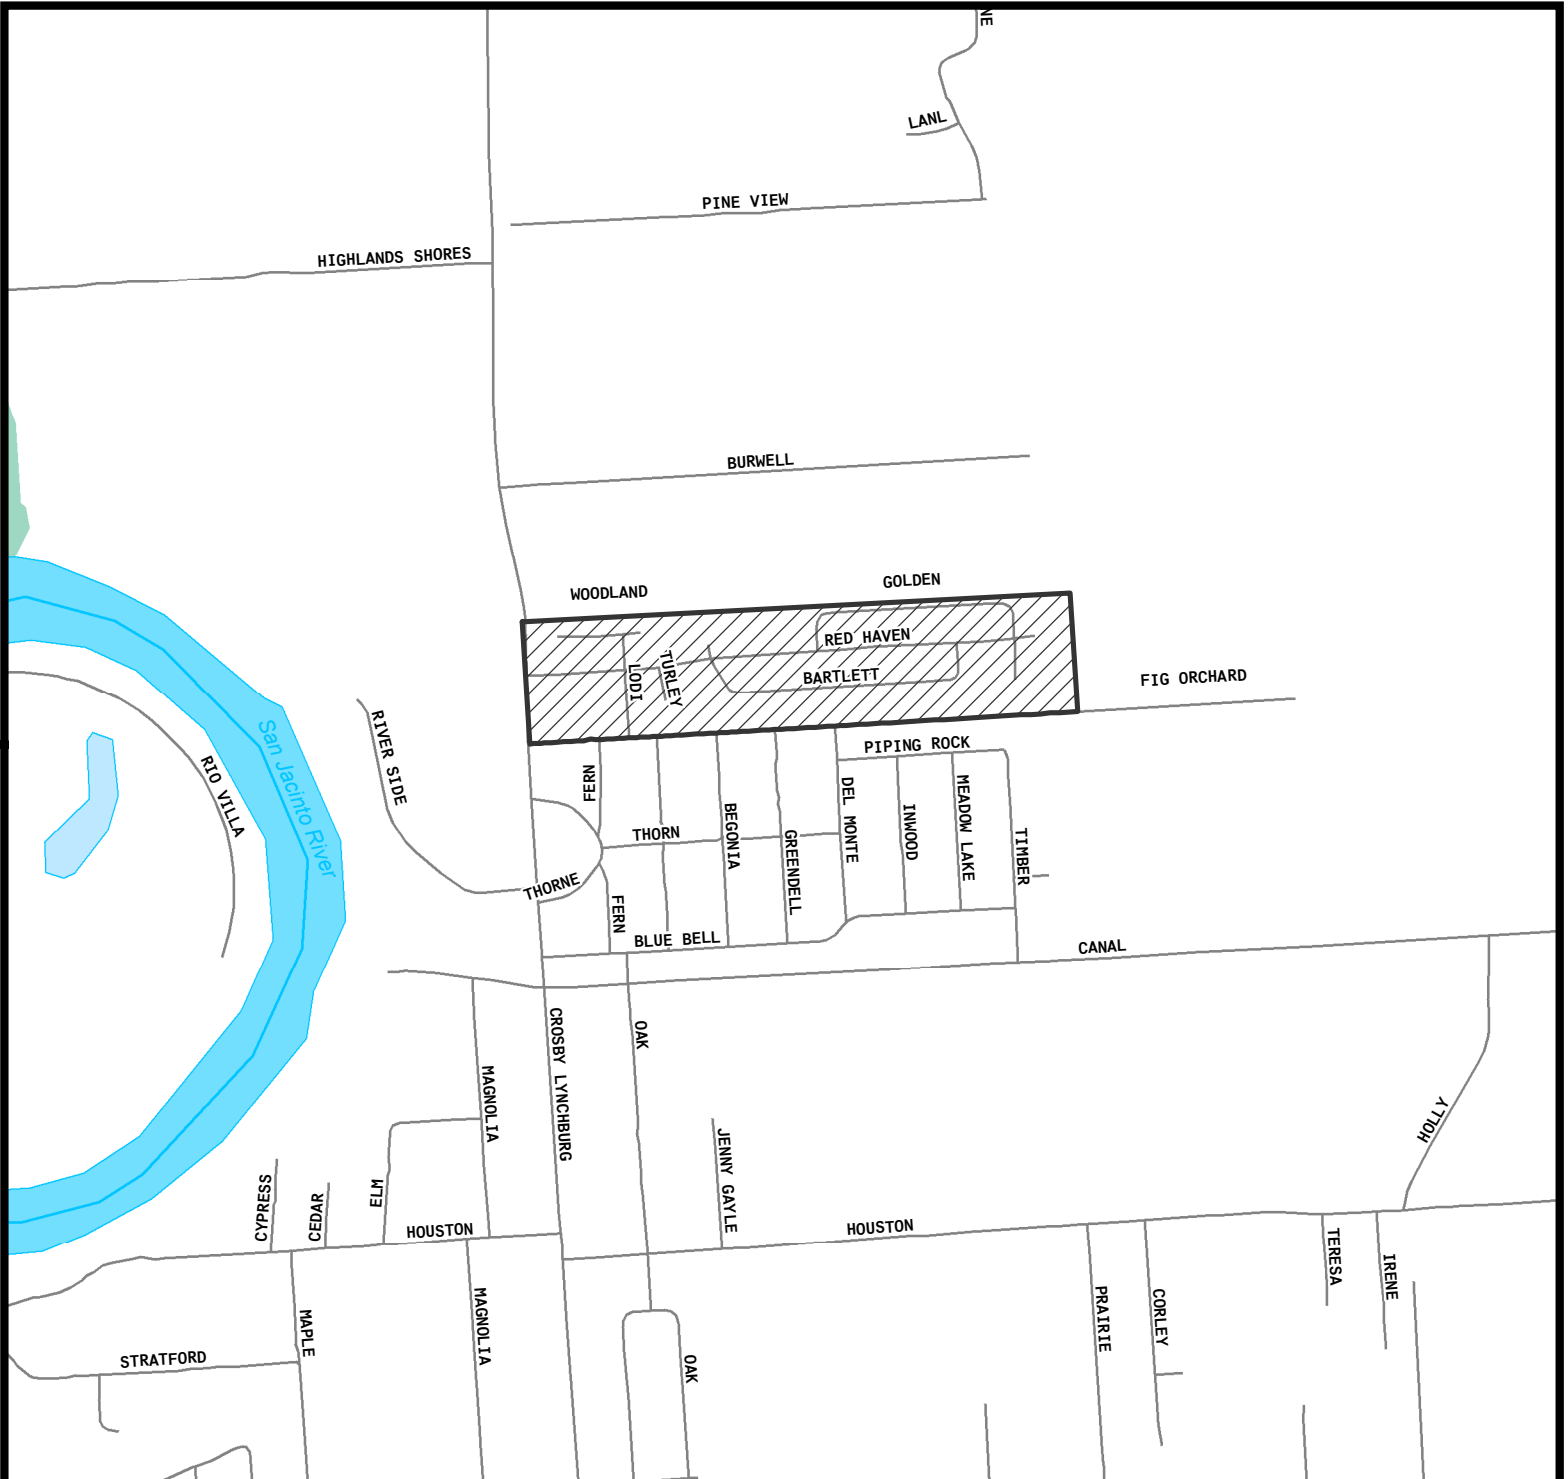 NE
LANL
PINE VIEW
HIGHLANDS SHORES
BURWELL
WOODLAND
GOLDEN
RED HAVEN
LODI
TURLEY
BARTLETT
FIG ORCHARD
RIVER SIDE
San Jacinto River
RIO VILLA
PIPING ROCK
FERN
DEL MONTE
MEADOW LAKE
INWOOD
BEGONIA
THORN
GREENDELL
TIMBER
THORNE
FERN
BLUE BELL
CANAL
CROSBY LYNCHBURG
OAK
MAGNOLIA
HOLLY
JENNY GAYLE
CYPRESS
CEDAR
ELM
HOUSTON
HOUSTON
TERESA
IRENE
MAPLE
MAGNOLIA
PRAIRIE
CORLEY
STRATFORD
OAK